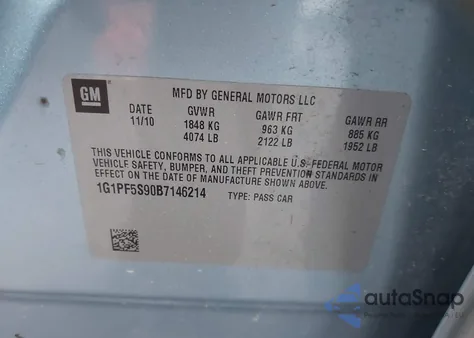 GM
MFD BY GENERAL MOTORS LLC
DATE GVWR GAWR FRT GAWR RR
11/10 1848 KG 963 KG 885 KG
4074 LB 2122 LB 1952 LB
THIS VEHICLE CONFORMS TO ALL APPLICABLE U.S. FEDERAL MOTOR
VEHICLE SAFETY, BUMPER, AND THEFT PREVENTION STANDARDS IN
EFFECT ON THE DATE OF MANUFACTURE SHOWN ABOVE.
1G1PF5S90B7146214 TYPE: PASS CAR
autoSnap